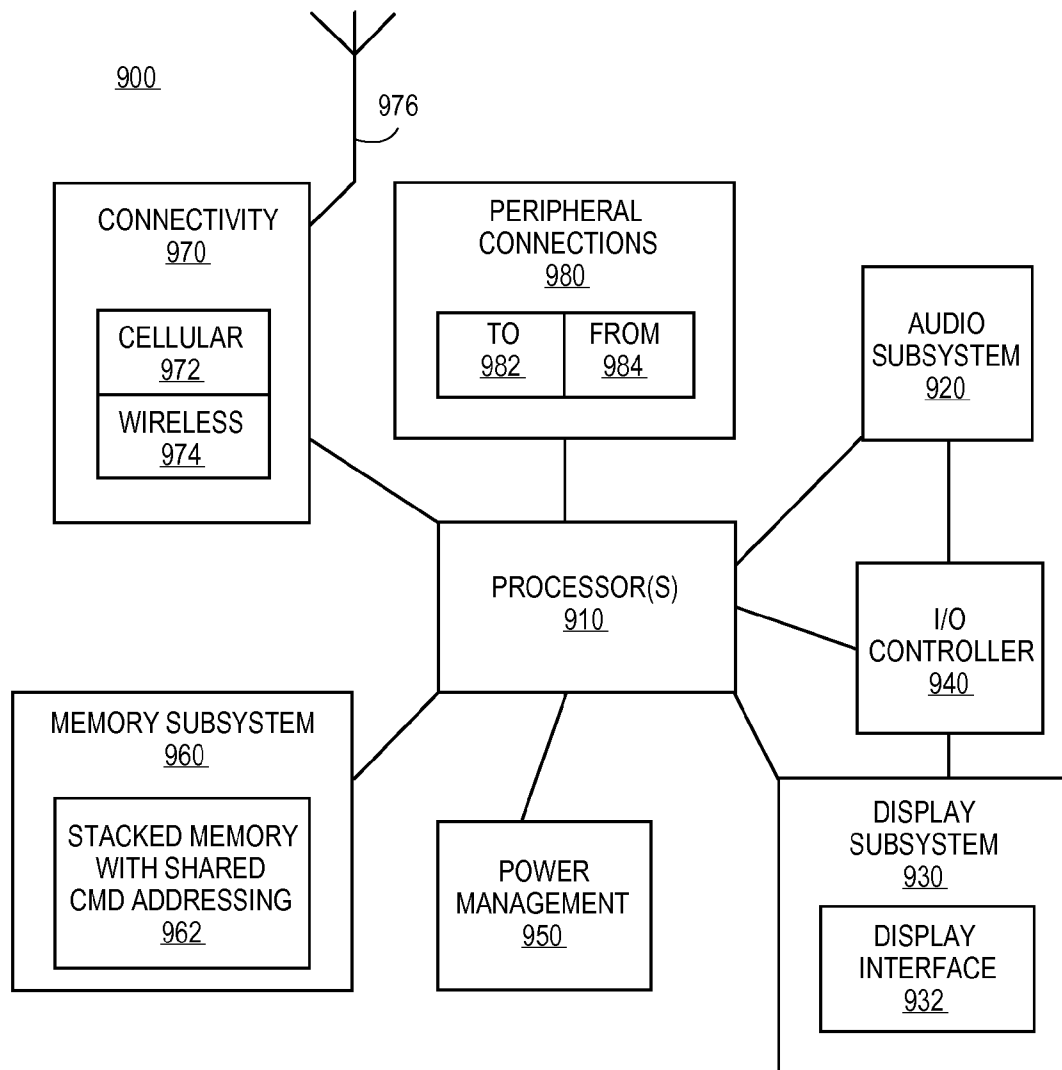 900
976
CONNECTIVITY
970
CELLULAR
972
WIRELESS
974
PERIPHERAL
CONNECTIONS
980
TO
982
FROM
984
AUDIO
SUBSYSTEM
920
PROCESSOR(S)
910
I/O
CONTROLLER
940
MEMORY SUBSYSTEM
960
STACKED MEMORY
WITH SHARED
CMD ADDRESSING
962
POWER
MANAGEMENT
950
DISPLAY
SUBSYSTEM
930
DISPLAY
INTERFACE
932